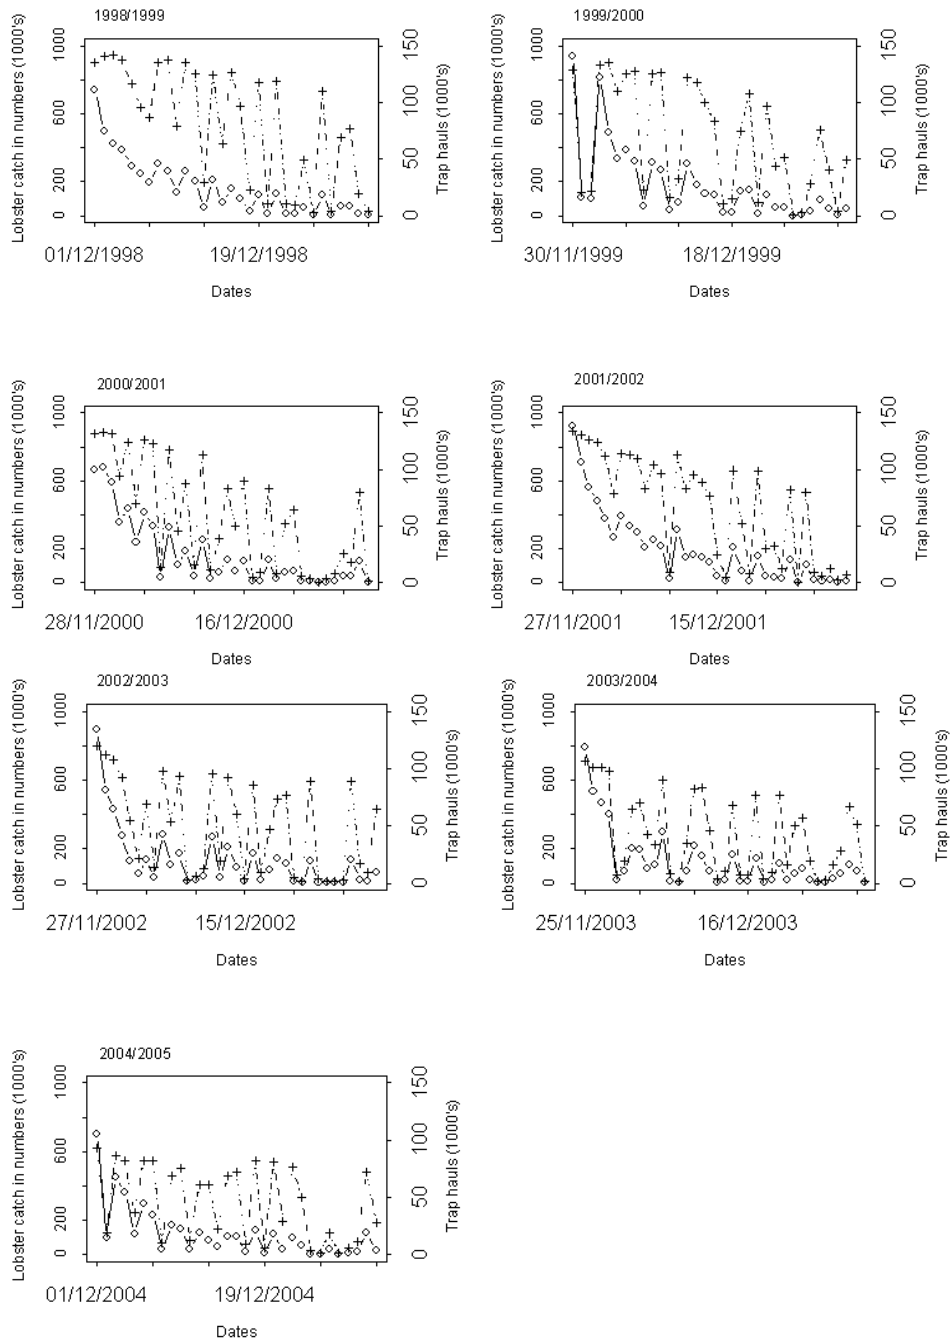 1998/1999
Lobster catch in numbers (1000's)
0 200 600 1000
0 50 100 150
Trap hauls (1000's)
01/12/1998 19/12/1998
Dates
1999/2000
Lobster catch in numbers (1000's)
0 200 600 1000
0 50 100 150
Trap hauls (1000's)
30/11/1999 18/12/1999
Dates
2000/2001
Lobster catch in numbers (1000's)
0 200 600 1000
0 50 100 150
Trap hauls (1000's)
28/11/2000 16/12/2000
Dates
2001/2002
Lobster catch in numbers (1000's)
0 200 600 1000
0 50 100 150
Trap hauls (1000's)
27/11/2001 15/12/2001
Dates
2002/2003
Lobster catch in numbers (1000's)
0 200 600 1000
0 50 100 150
Trap hauls (1000's)
27/11/2002 15/12/2002
Dates
2003/2004
Lobster catch in numbers (1000's)
0 200 600 1000
0 50 100 150
Trap hauls (1000's)
25/11/2003 16/12/2003
Dates
2004/2005
Lobster catch in numbers (1000's)
0 200 600 1000
0 50 100 150
Trap hauls (1000's)
01/12/2004 19/12/2004
Dates